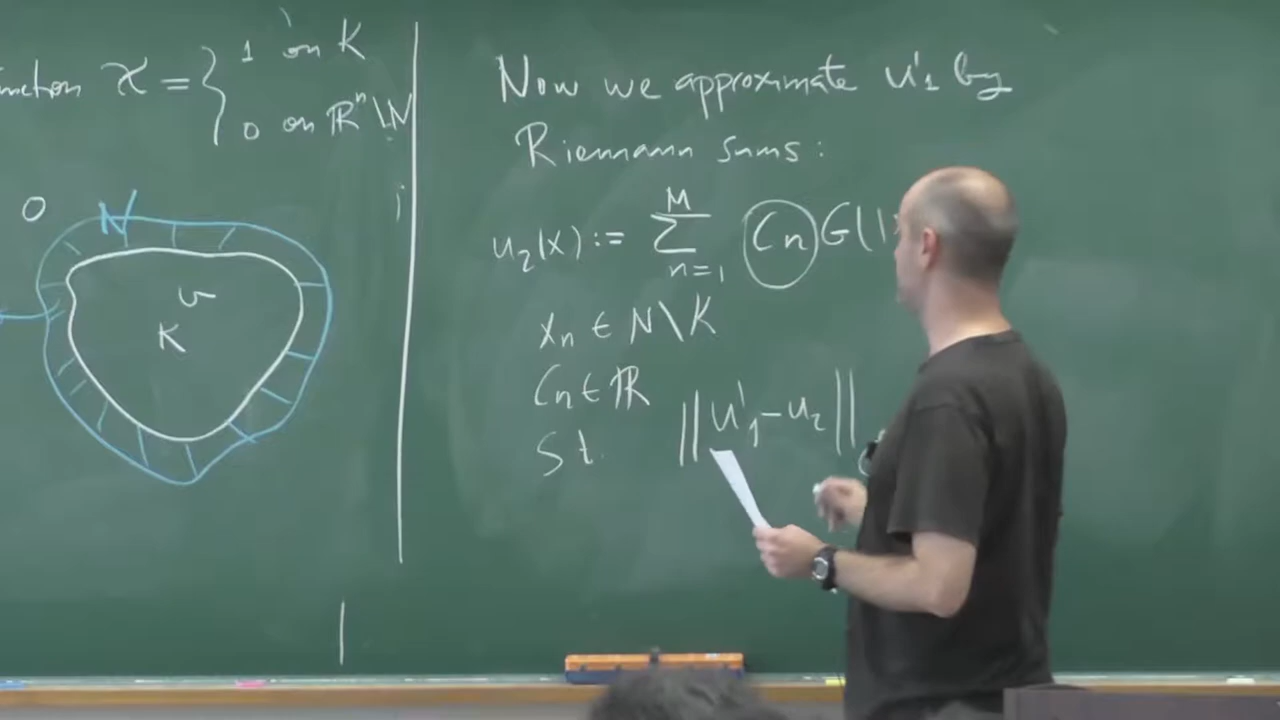 χ = { 1 on K
0 on ℝⁿ\N
0
N
v
K
Now we approximate u'₁ by
Riemann sums:
u₂(x) := Σ_{n=1}^{M} Cn G(|
xn ∈ N\K
Cn ∈ ℝ
St. ||u'₁ - u₂||